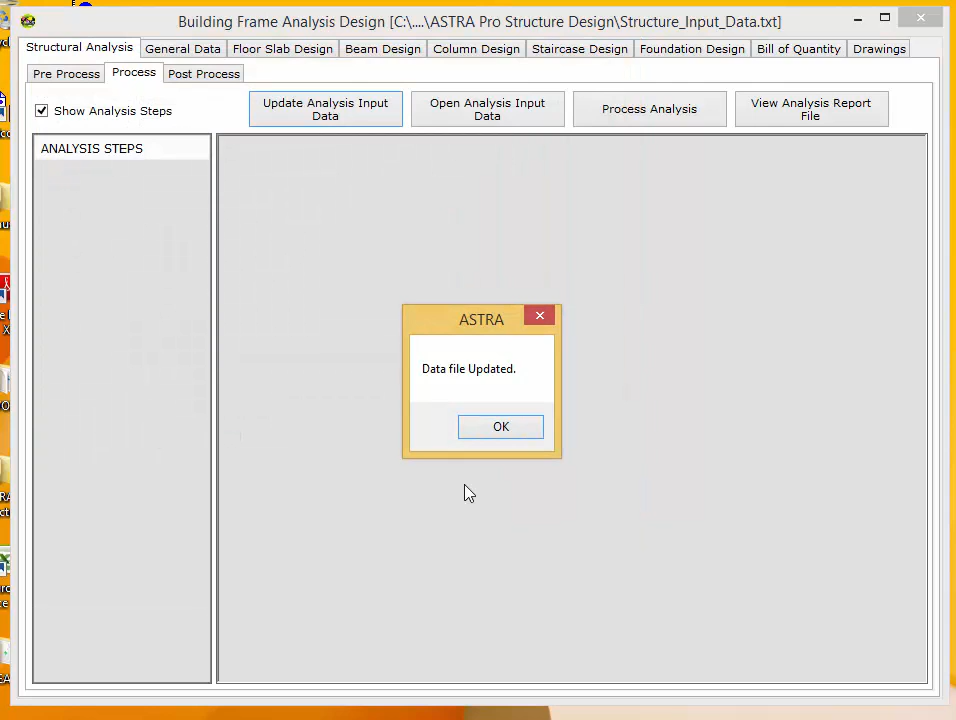 Building Frame Analysis Design [C:\....\ASTRA Pro Structure Design\Structure_Input_Data.txt]
Structural Analysis General Data Floor Slab Design Beam Design Column Design Staircase Design Foundation Design Bill of Quantity Drawings
Pre Process Process Post Process
Show Analysis Steps
Update Analysis Input
Data
Open Analysis Input
Data
Process Analysis
View Analysis Report
File
ANALYSIS STEPS
ASTRA
Data file Updated.
OK